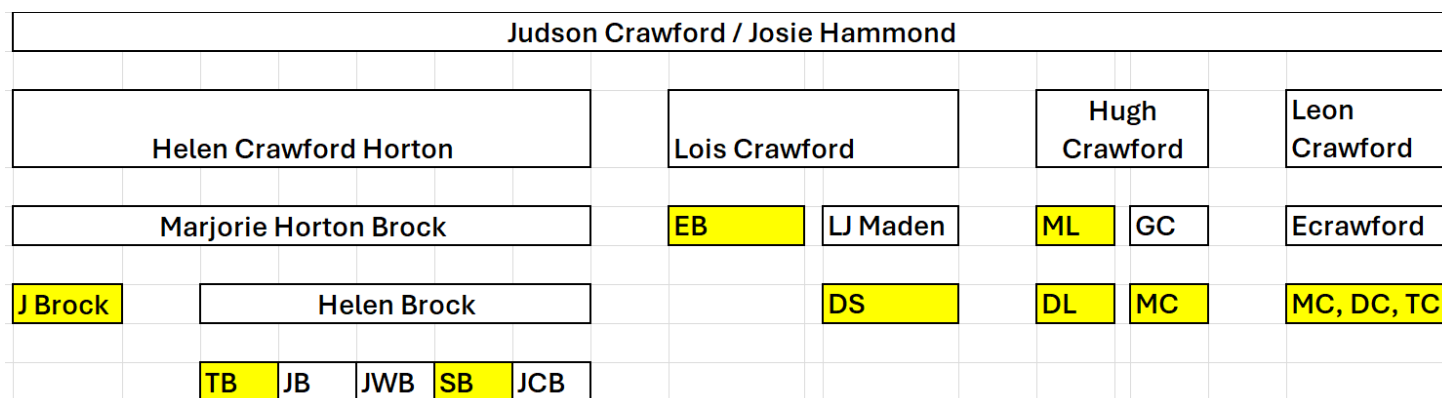 Judson Crawford / Josie Hammond
Helen Crawford Horton
Lois Crawford
Hugh
Crawford
Leon
Crawford
Marjorie Horton Brock
EB
LJ Maden
ML
GC
Ecrawford
J Brock
Helen Brock
DS
DL
MC
MC, DC, TC
TB
JB
JWB
SB
JCB